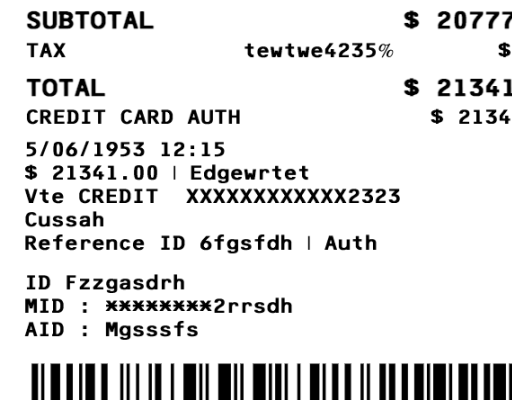 SUBTOTAL $ 20777
TAX tewtwe4235% $
TOTAL $ 21341
CREDIT CARD AUTH $ 2134
5/06/1953 12:15
$ 21341.00 | Edgewrtet
Vte CREDIT XXXXXXXXXXXX2323
Cussah
Reference ID 6fgsfdh | Auth
ID Fzzgasdrh
MID : ********2rrsdh
AID : Mgsssfs